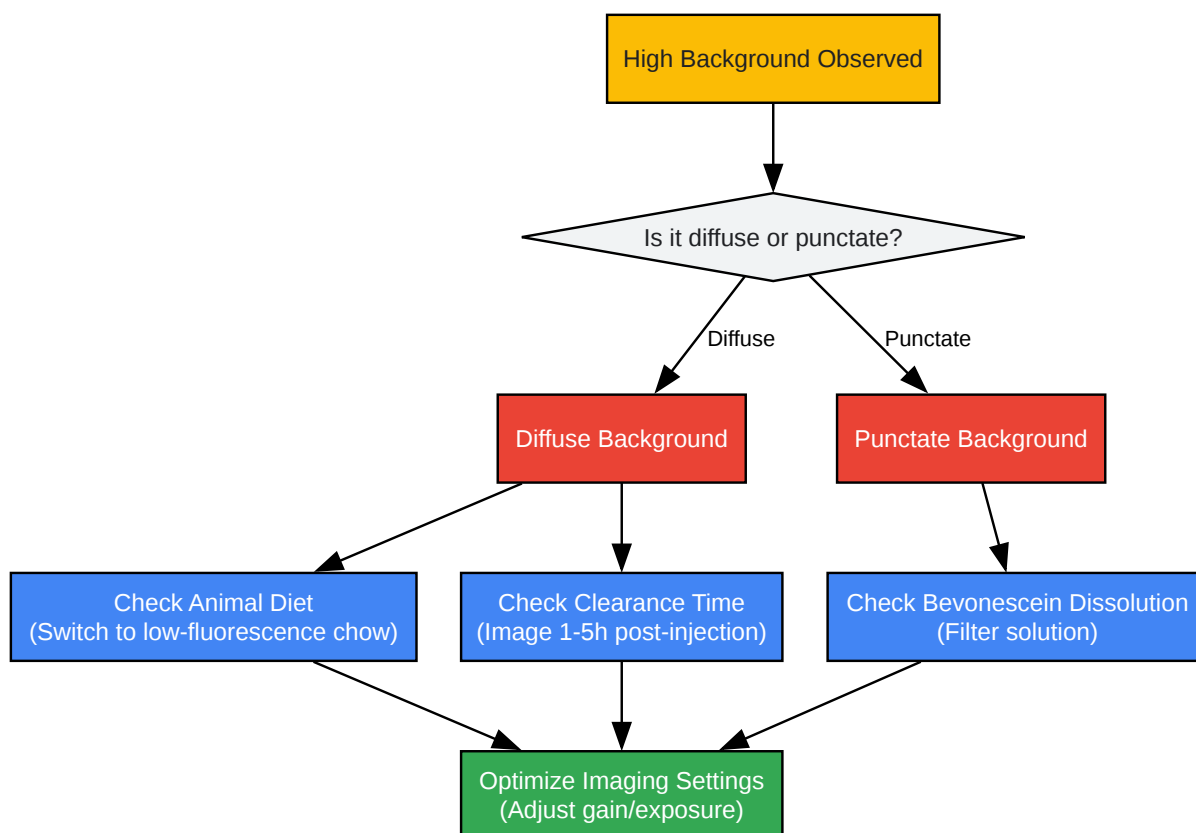 High Background Observed
Is it diffuse or punctate?
Diffuse
Punctate
Diffuse Background
Punctate Background
Check Animal Diet
(Switch to low-fluorescence chow)
Check Clearance Time
(Image 1-5h post-injection)
Check Bevonescein Dissolution
(Filter solution)
Optimize Imaging Settings
(Adjust gain/exposure)